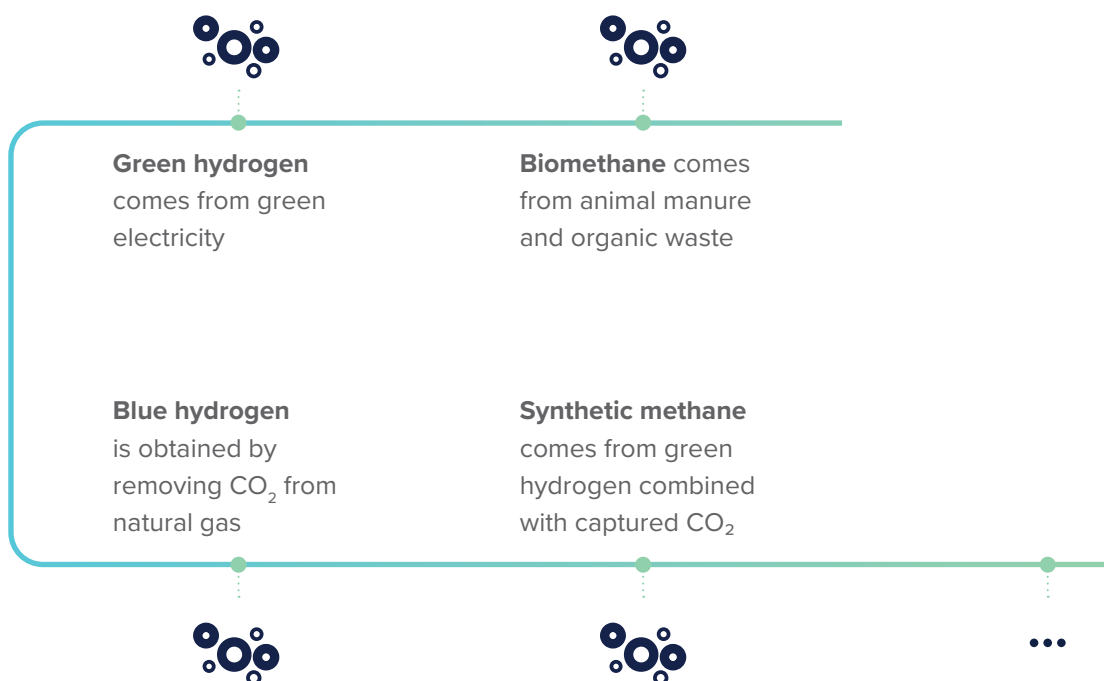 Green hydrogen
comes from green
electricity
Biomethane comes
from animal manure
and organic waste
Blue hydrogen
is obtained by
removing CO₂ from
natural gas
Synthetic methane
comes from green
hydrogen combined
with captured CO₂
...